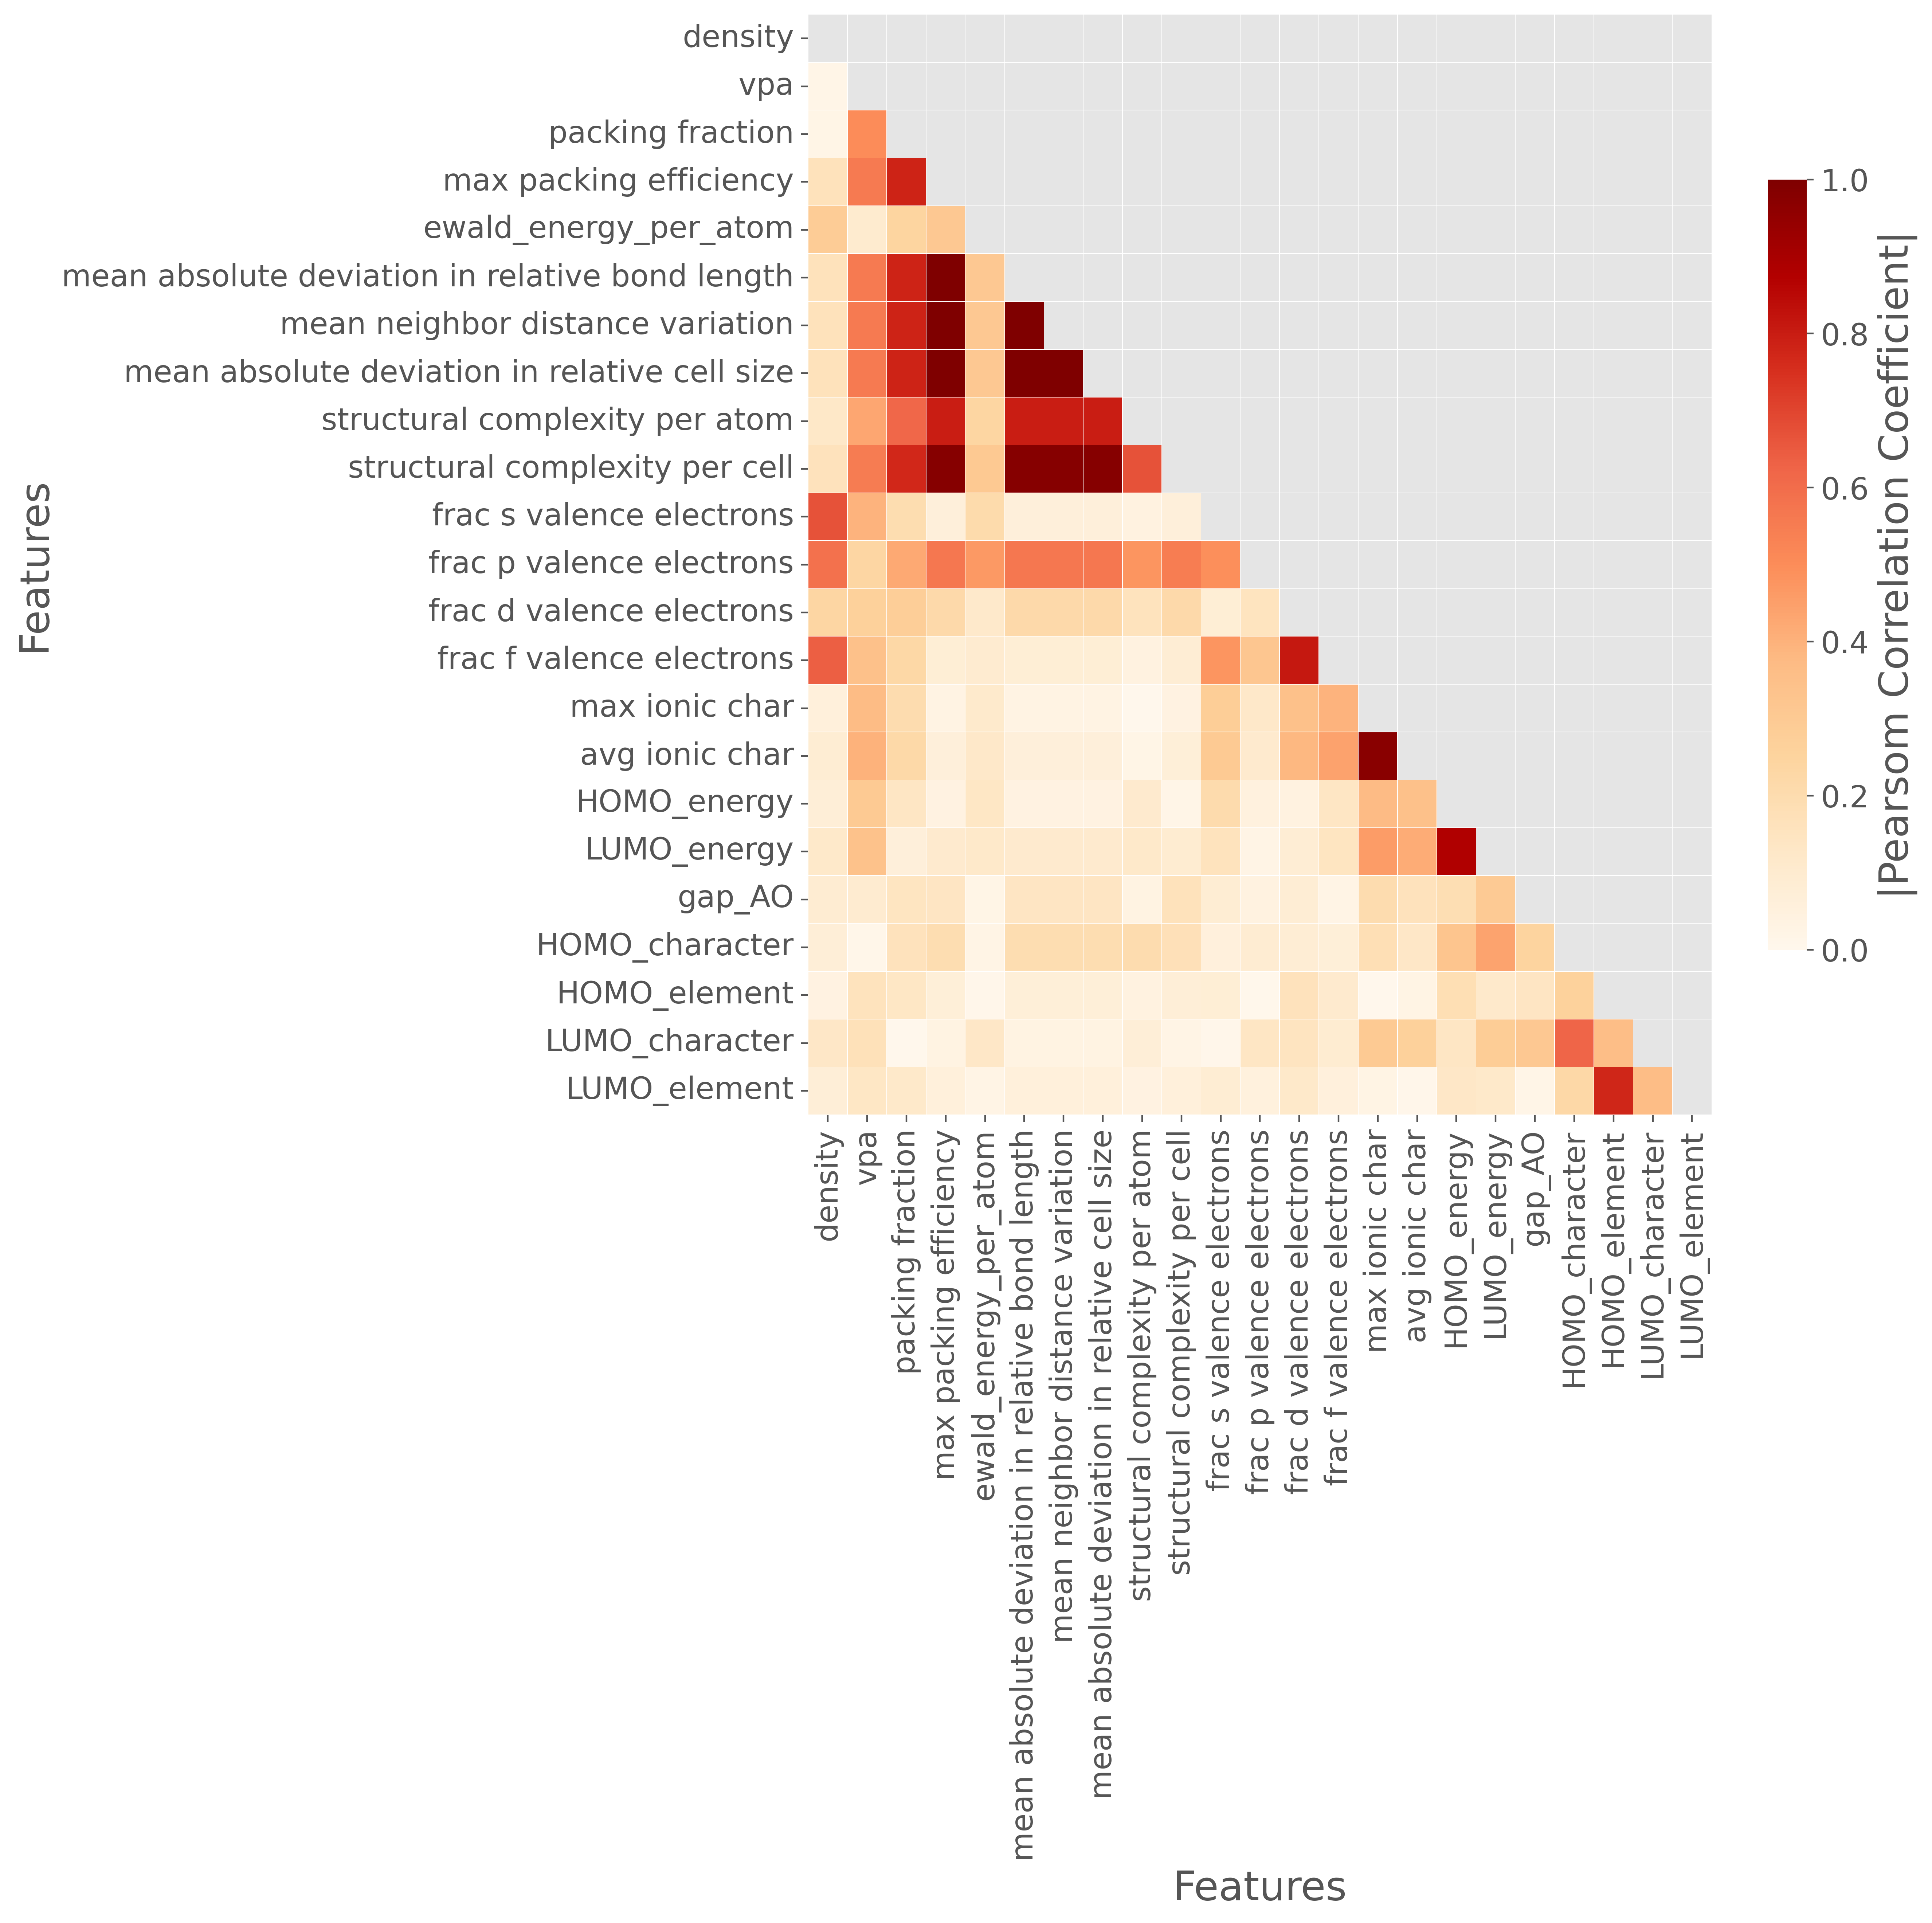 density
vpa
packing fraction
max packing efficiency
ewald_energy_per_atom
mean absolute deviation in relative bond length
mean neighbor distance variation
mean absolute deviation in relative cell size
structural complexity per atom
structural complexity per cell
frac s valence electrons
frac p valence electrons
frac d valence electrons
frac f valence electrons
max ionic char
avg ionic char
HOMO_energy
LUMO_energy
gap_AO
HOMO_character
HOMO_element
LUMO_character
LUMO_element
Features
density
vpa
packing fraction
max packing efficiency
ewald_energy_per_atom
mean absolute deviation in relative bond length
mean neighbor distance variation
mean absolute deviation in relative cell size
structural complexity per atom
structural complexity per cell
frac s valence electrons
frac p valence electrons
frac d valence electrons
frac f valence electrons
max ionic char
avg ionic char
HOMO_energy
LUMO_energy
gap_AO
HOMO_character
HOMO_element
LUMO_character
LUMO_element
Features
1.0
0.8
0.6
0.4
0.2
0.0
|Pearsom Correlation Coefficient|